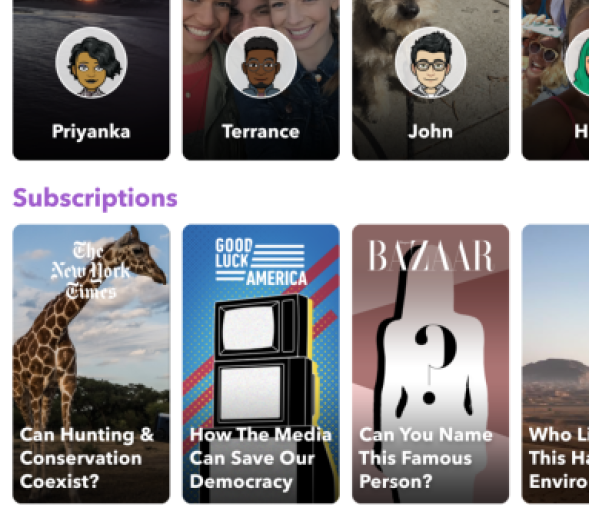 Priyanka
Terrance
John
H
Subscriptions
The
New York
Times
GOOD
LUCK
AMERICA
BAZAAR
?
Can Hunting &
Conservation
Coexist?
How The Media
Can Save Our
Democracy
Can You Name
This Famous
Person?
Who Li
This Ha
Enviro